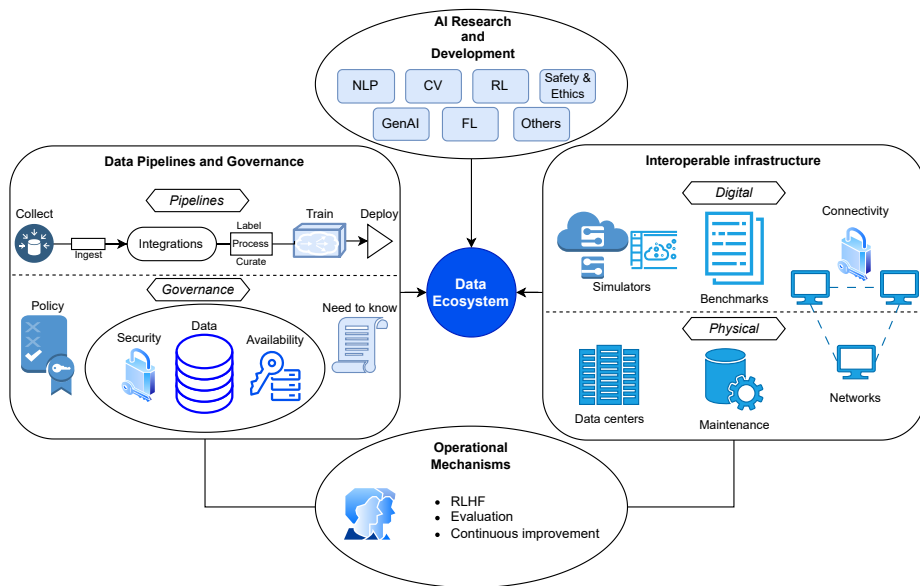 AI Research
and
Development
NLP
CV
RL
Safety &
Ethics
GenAI
FL
Others
Data Pipelines and Governance
Pipelines
Collect
Ingest
Integrations
Label
Process
Curate
Train
Deploy
Governance
Policy
Security
Data
Availability
Need to know
Data
Ecosystem
Interoperable infrastructure
Digital
Simulators
Benchmarks
Connectivity
Physical
Data centers
Maintenance
Networks
Operational
Mechanisms
• RLHF
• Evaluation
• Continuous improvement